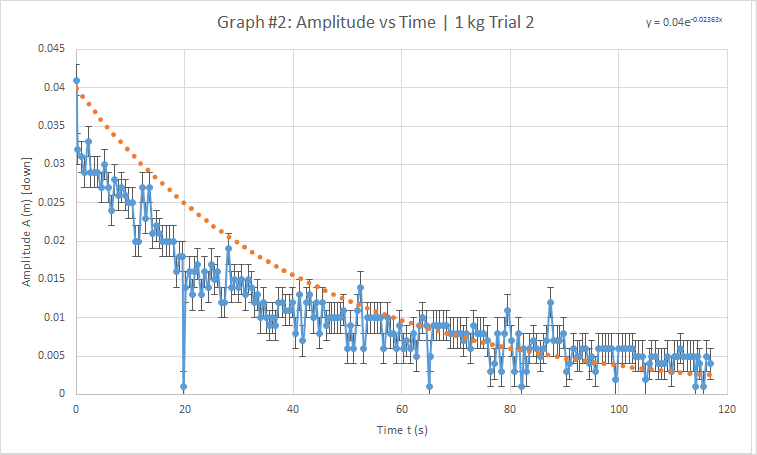 Graph #2: Amplitude vs Time | 1 kg Trial 2
y = 0.04e^-0.02363x
0.045
0.04
0.035
0.03
0.025
0.02
0.015
0.01
0.005
0
Amplitude A (m) [down]
0 20 40 60 80 100 120
Time t (s)